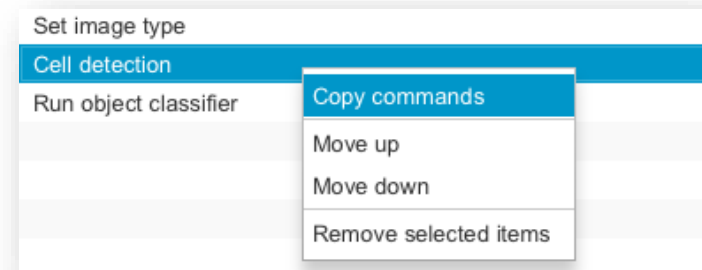 Set image type
Cell detection
Run object classifier
Copy commands
Move up
Move down
Remove selected items